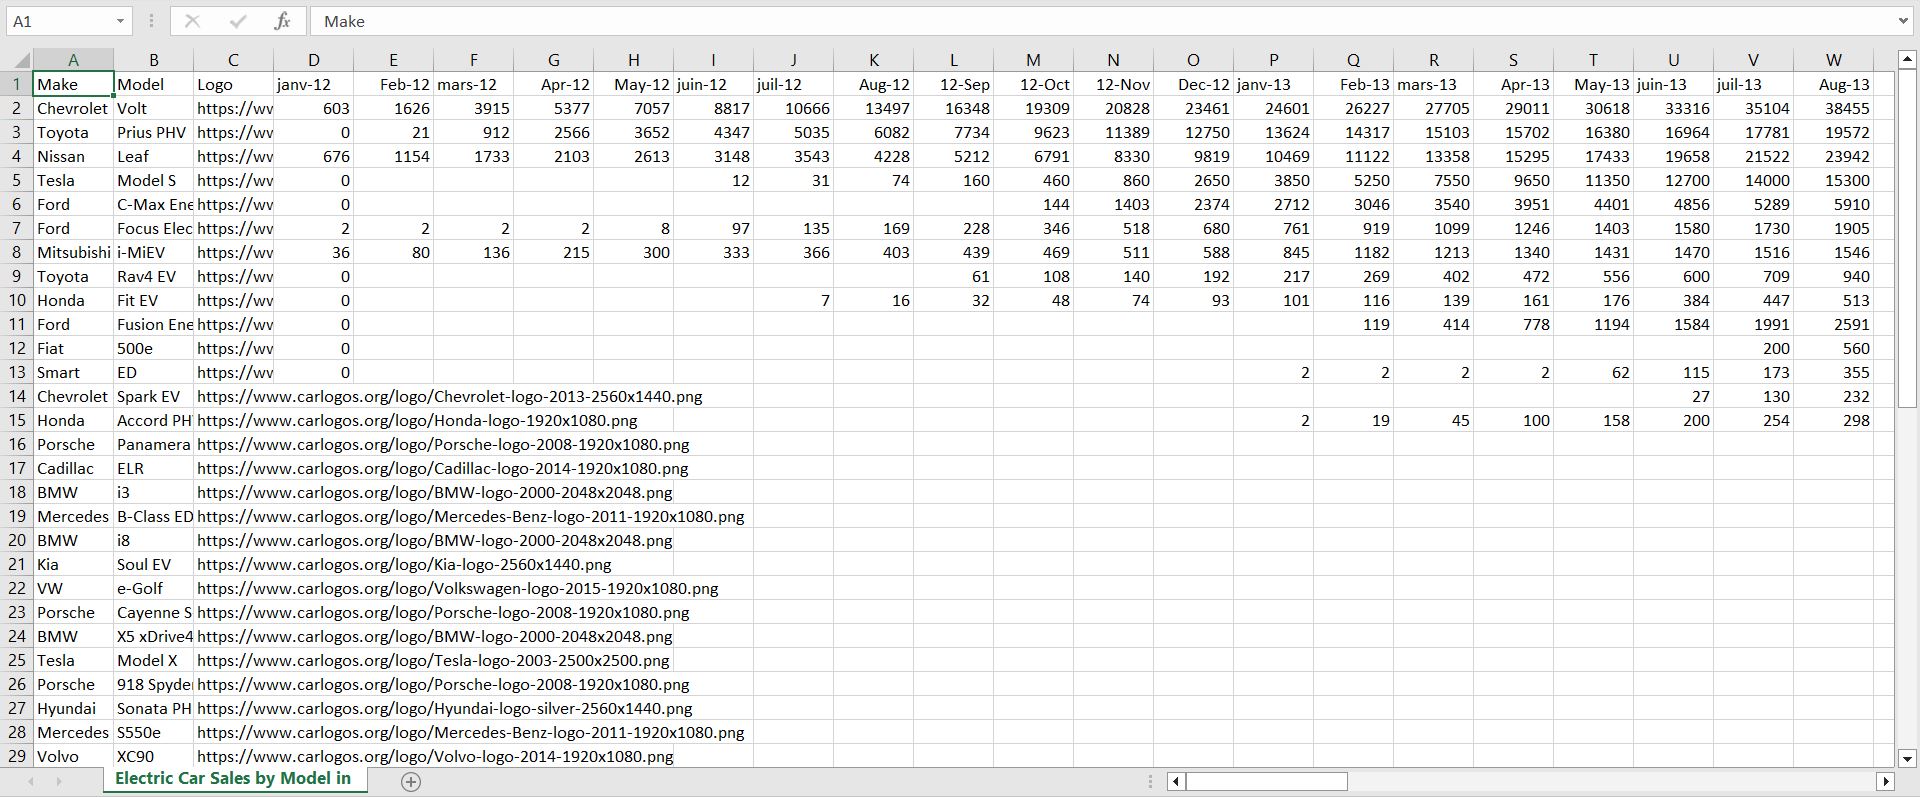 A1 Make
A B C D E F G H I J K L M N O P Q R S T U V W
1 Make Model Logo janv-12 Feb-12 mars-12 Apr-12 May-12 juin-12 juil-12 Aug-12 12-Sep 12-Oct 12-Nov Dec-12 janv-13 Feb-13 mars-13 Apr-13 May-13 juin-13 juil-13 Aug-13
2 Chevrolet Volt https://wv 603 1626 3915 5377 7057 8817 10666 13497 16348 19309 20828 23461 24601 26227 27705 29011 30618 33316 35104 38455
3 Toyota Prius PHV https://wv 0 21 912 2566 3652 4347 5035 6082 7734 9623 11389 12750 13624 14317 15103 15702 16380 16964 17781 19572
4 Nissan Leaf https://wv 676 1154 1733 2103 2613 3148 3543 4228 5212 6791 8330 9819 10469 11122 13358 15295 17433 19658 21522 23942
5 Tesla Model S https://wv 0 12 31 74 160 460 860 2650 3850 5250 7550 9650 11350 12700 14000 15300
6 Ford C-Max Ene https://wv 0 144 1403 2374 2712 3046 3540 3951 4401 4856 5289 5910
7 Ford Focus Elec https://wv 2 2 2 2 8 97 135 169 228 346 518 680 761 919 1099 1246 1403 1580 1730 1905
8 Mitsubishi i-MiEV https://wv 36 80 136 215 300 333 366 403 439 469 511 588 845 1182 1213 1340 1431 1470 1516 1546
9 Toyota Rav4 EV https://wv 0 61 108 140 192 217 269 402 472 556 600 709 940
10 Honda Fit EV https://wv 0 7 16 32 48 74 93 101 116 139 161 176 384 447 513
11 Ford Fusion Ene https://wv 0 119 414 778 1194 1584 1991 2591
12 Fiat 500e https://wv 0 200 560
13 Smart ED https://wv 0 2 2 2 2 62 115 173 355
14 Chevrolet Spark EV https://www.carlogos.org/logo/Chevrolet-logo-2013-2560x1440.png 27 130 232
15 Honda Accord PH https://www.carlogos.org/logo/Honda-logo-1920x1080.png 2 19 45 100 158 200 254 298
16 Porsche Panamera https://www.carlogos.org/logo/Porsche-logo-2008-1920x1080.png
17 Cadillac ELR https://www.carlogos.org/logo/Cadillac-logo-2014-1920x1080.png
18 BMW i3 https://www.carlogos.org/logo/BMW-logo-2000-2048x2048.png
19 Mercedes B-Class ED https://www.carlogos.org/logo/Mercedes-Benz-logo-2011-1920x1080.png
20 BMW i8 https://www.carlogos.org/logo/BMW-logo-2000-2048x2048.png
21 Kia Soul EV https://www.carlogos.org/logo/Kia-logo-2560x1440.png
22 VW e-Golf https://www.carlogos.org/logo/Volkswagen-logo-2015-1920x1080.png
23 Porsche Cayenne S https://www.carlogos.org/logo/Porsche-logo-2008-1920x1080.png
24 BMW X5 xDrive4 https://www.carlogos.org/logo/BMW-logo-2000-2048x2048.png
25 Tesla Model X https://www.carlogos.org/logo/Tesla-logo-2003-2500x2500.png
26 Porsche 918 Spyde https://www.carlogos.org/logo/Porsche-logo-2008-1920x1080.png
27 Hyundai Sonata PH https://www.carlogos.org/logo/Hyundai-logo-silver-2560x1440.png
28 Mercedes S550e https://www.carlogos.org/logo/Mercedes-Benz-logo-2011-1920x1080.png
29 Volvo XC90 https://www.carlogos.org/logo/Volvo-logo-2014-1920x1080.png
Electric Car Sales by Model in